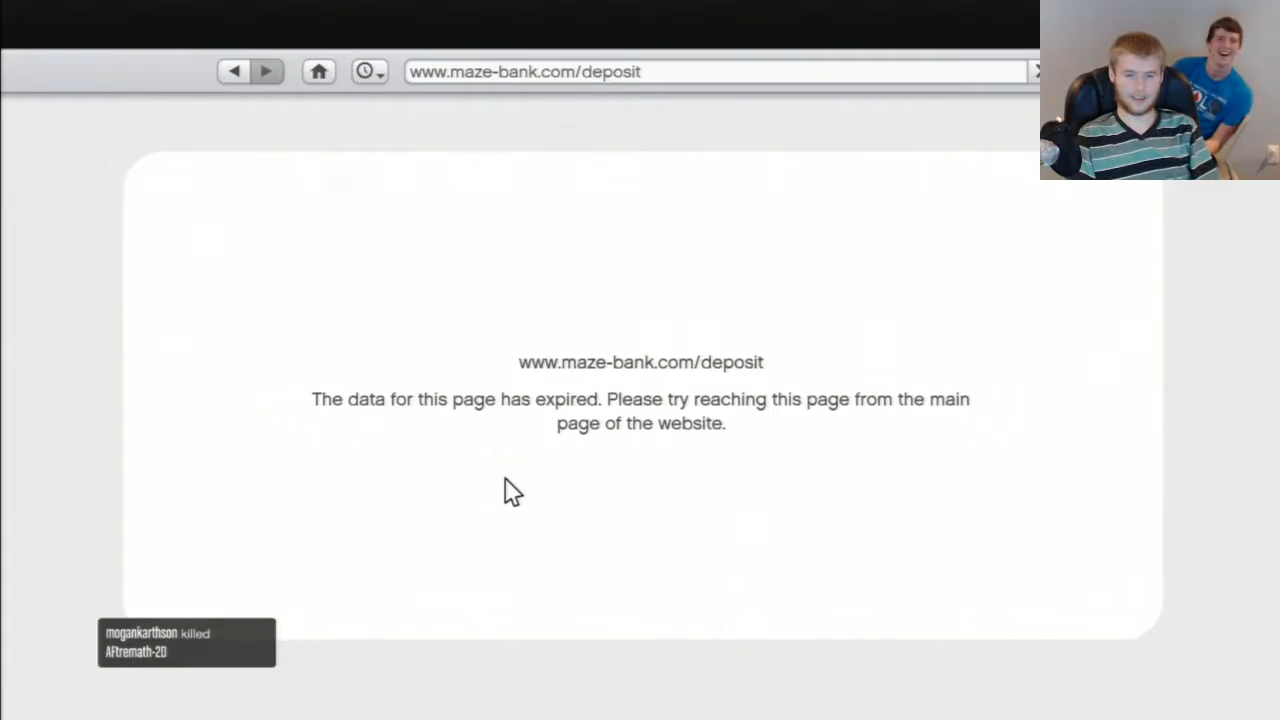 www.maze-bank.com/deposit
www.maze-bank.com/deposit
The data for this page has expired. Please try reaching this page from the main
page of the website.
mogankarthson killed
AFtremath-2D